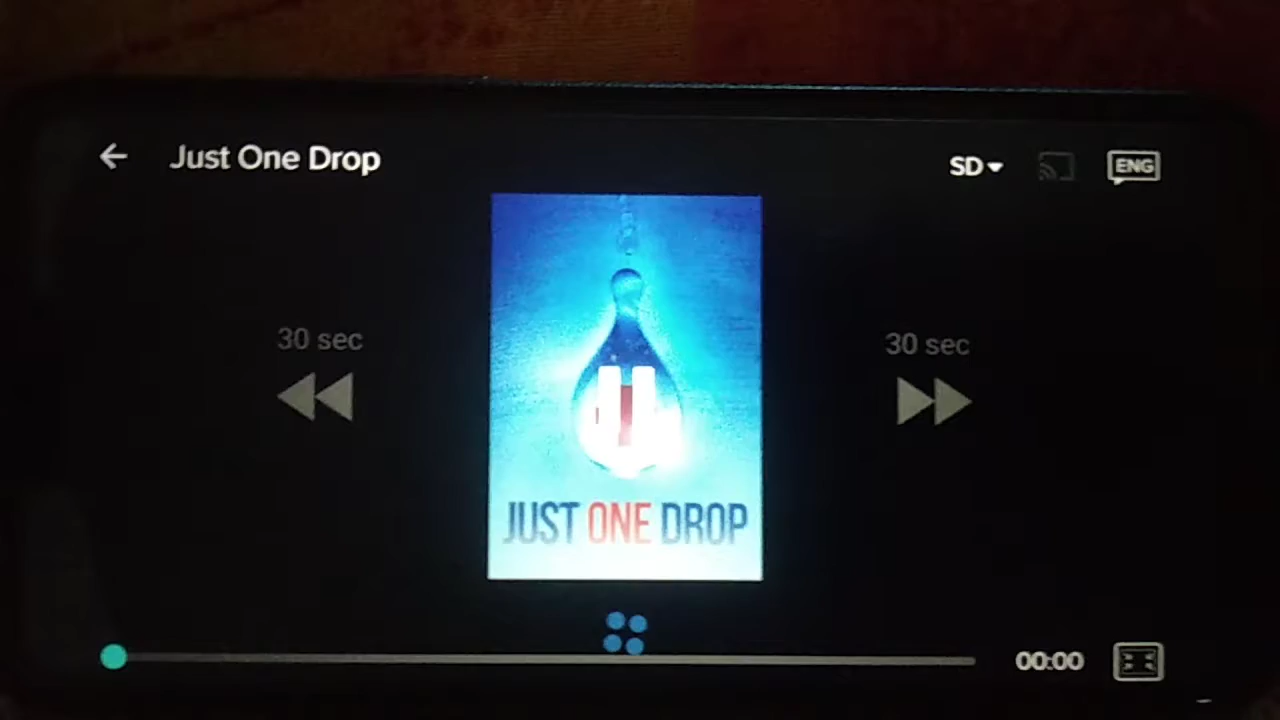 Just One Drop
SD
ENG
30 sec
30 sec
JUST ONE DROP
00:00